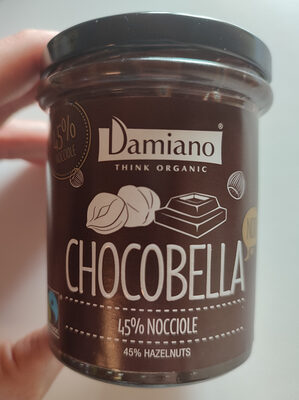 45%
NOCCIOLE
Damiano®
THINK ORGANIC
CHOCOBELLA
45% NOCCIOLE
45% HAZELNUTS